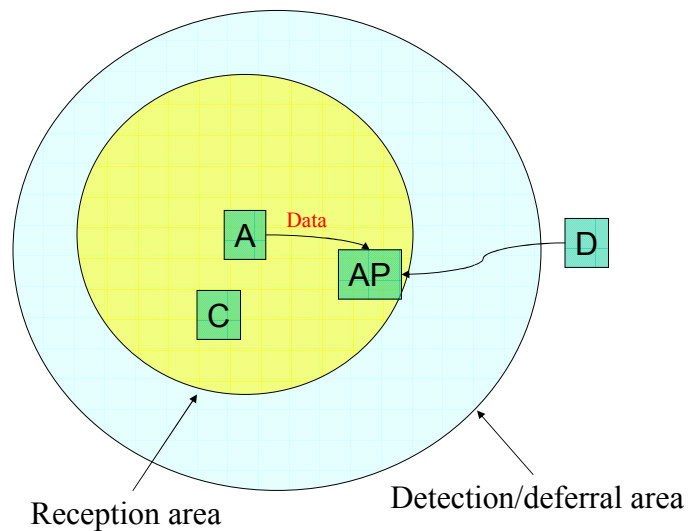 Data
A
D
AP
C
Detection/deferral area
Reception area